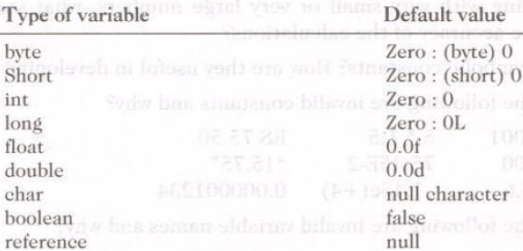 Type of variable Default value
byte Zero : (byte) 0
Short Zero : (short) 0
int Zero : 0
long Zero : 0L
float 0.0f
double 0.0d
char null character
boolean false
reference null